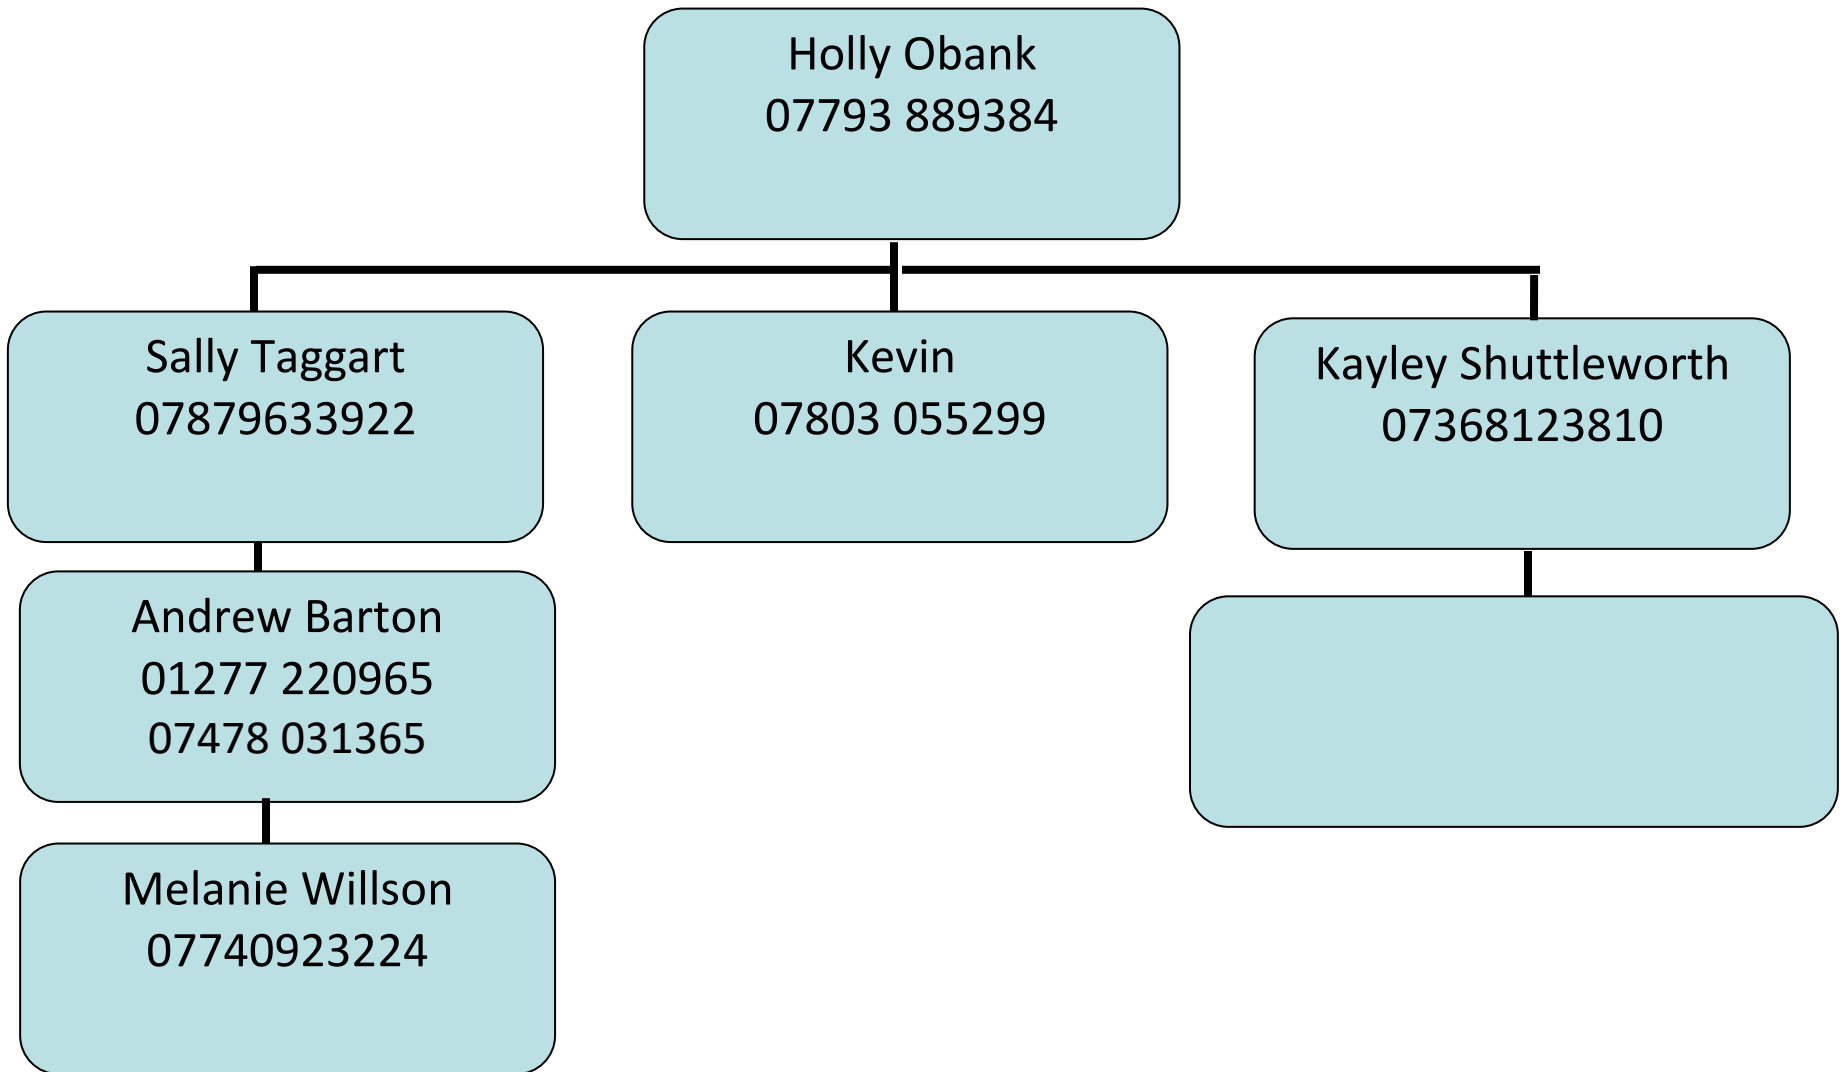 Holly Obank
07793 889384
Sally Taggart
07879633922
Kevin
07803 055299
Kayley Shuttleworth
07368123810
Andrew Barton
01277 220965
07478 031365
Melanie Willson
07740923224